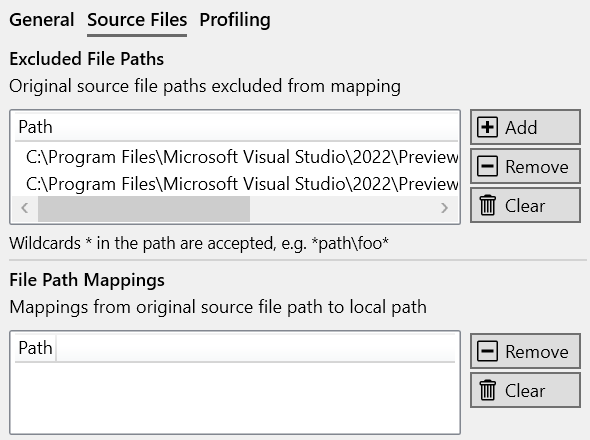 General Source Files Profiling
Excluded File Paths
Original source file paths excluded from mapping
Path
C:\Program Files\Microsoft Visual Studio\2022\Preview
C:\Program Files\Microsoft Visual Studio\2022\Preview
Add
Remove
Clear
Wildcards * in the path are accepted, e.g. *path\foo*
File Path Mappings
Mappings from original source file path to local path
Path
Remove
Clear